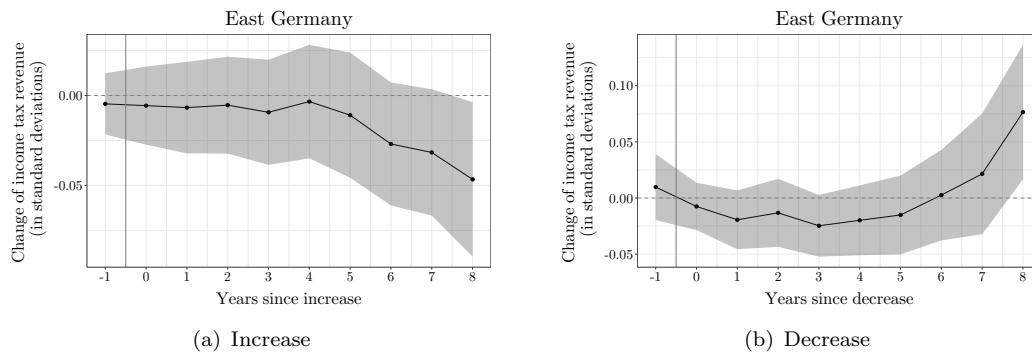 East Germany
Change of income tax revenue
(in standard deviations)
0.00
-0.05
-1 0 1 2 3 4 5 6 7 8
Years since increase
(a) Increase
East Germany
Change of income tax revenue
(in standard deviations)
0.10
0.05
0.00
-0.05
-1 0 1 2 3 4 5 6 7 8
Years since decrease
(b) Decrease